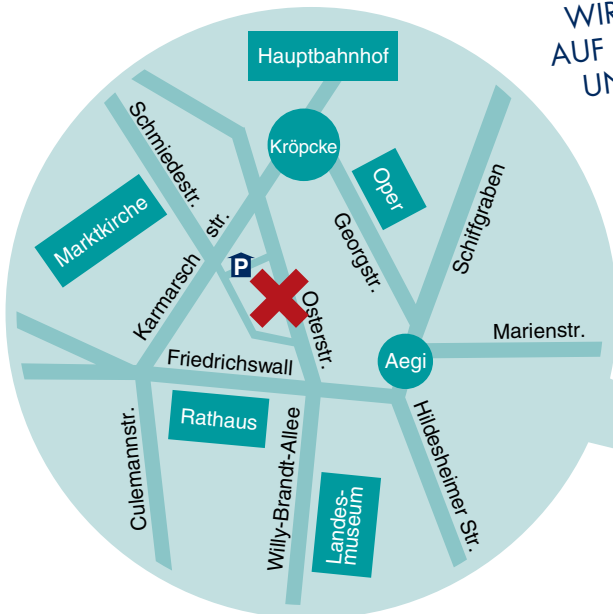 WIR
AUF
UN
Hauptbahnhof
Kröpcke
Schmiedestr.
Oper
Marktkirche
Karmarsch
str.
Georgstr.
Schiffgraben
P
Osterstr.
Marienstr.
Friedrichswall
Aegi
Rathaus
Culemannstr.
Willy-Brandt-Allee
Landes-
museum
Hildesheimer Str.